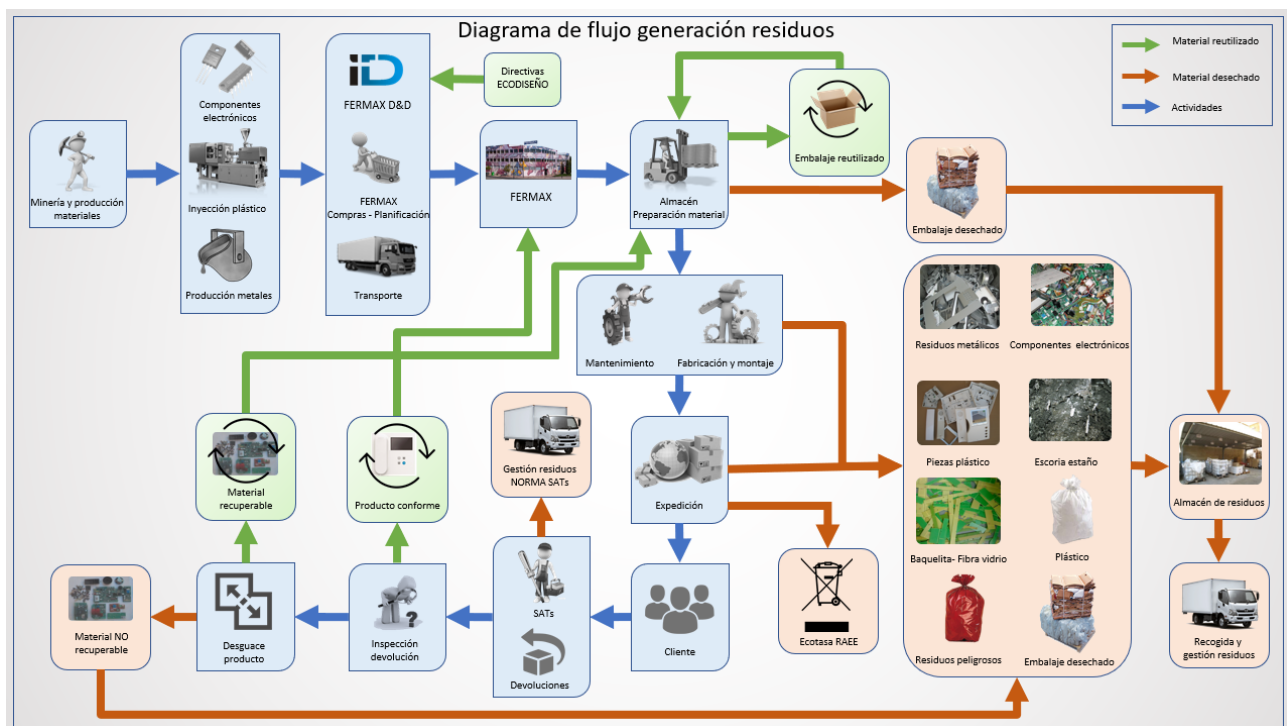 Diagrama de flujo generación residuos
Material reutilizado
Material desechado
Actividades
Componentes
electrónicos
Inyección plástico
Producción metales
Minería y producción
materiales
iD
FERMAX D&D
FERMAX
Compras - Planificación
Transporte
Directivas
ECODISEÑO
FERMAX
Almacén
Preparación material
Embalaje reutilizado
Embalaje desechado
Mantenimiento
Fabricación y montaje
Residuos metálicos
Componentes electrónicos
Piezas plástico
Escoria estaño
Baquelita- Fibra vidrio
Plástico
Residuos peligrosos
Embalaje desechado
Almacén de residuos
Recogida y
gestión residuos
Material
recuperable
Producto conforme
Gestión residuos
NORMA SATs
Expedición
Ecotasa RAEE
Cliente
SATs
Devoluciones
?
Inspección
devolución
Desguace
producto
Material NO
recuperable